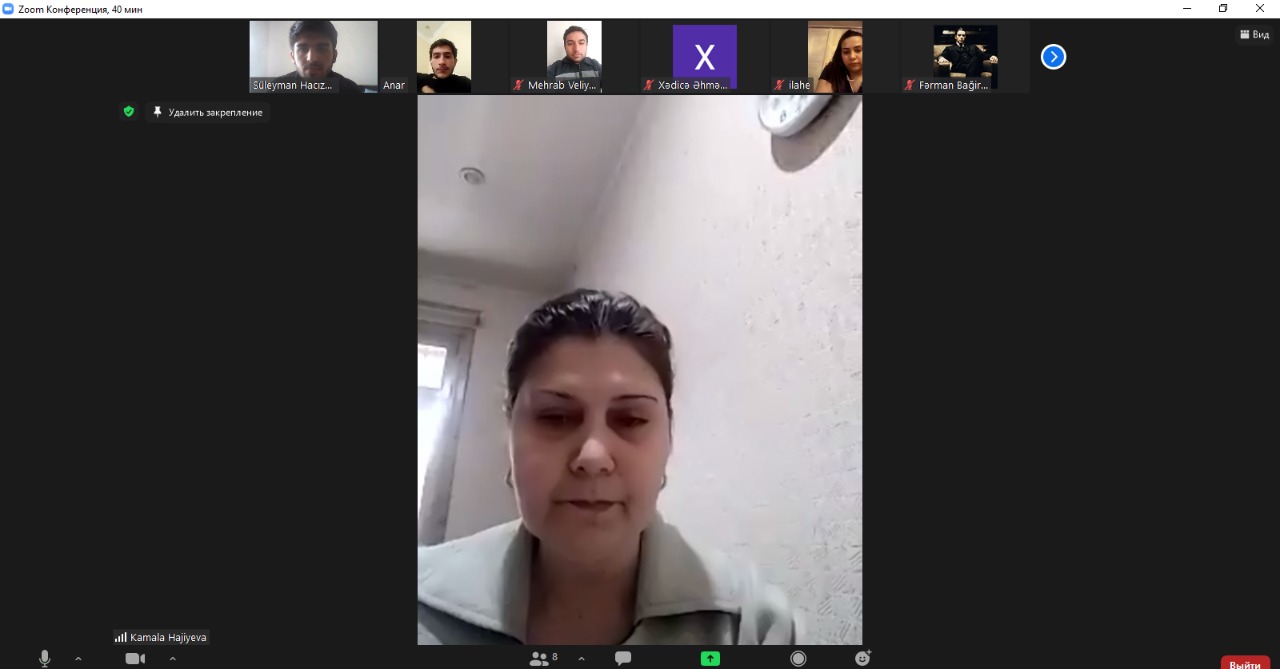 Zoom Конференция, 40 мин
Вид
X
Süleyman Hacız...
Anar
Mehrab Veliy...
Xədicə Əhmə...
ilahe
Fərman Bağir...
Удалить закрепление
Kamala Hajiyeva
8
Выйти